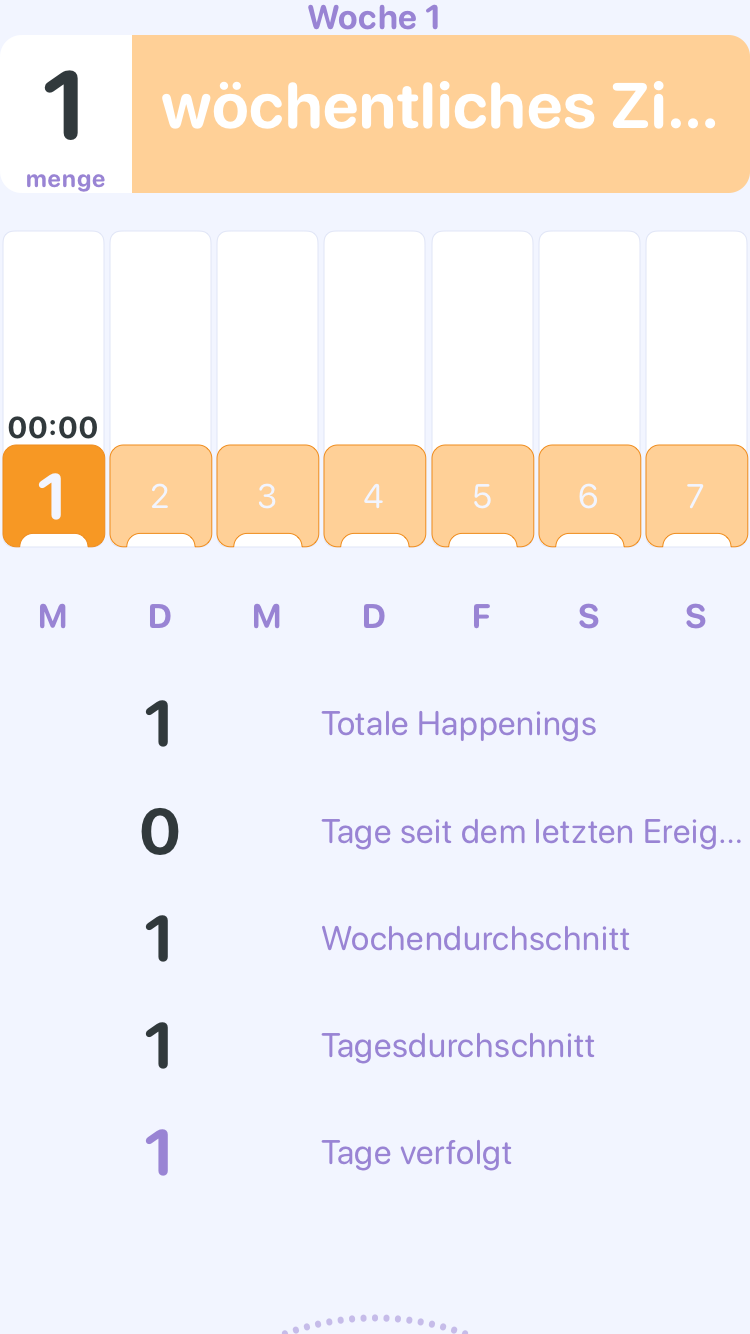 Woche 1
1
wöchentliches Zi...
menge
00:00
1 2 3 4 5 6 7
M D M D F S S
1 Totale Happenings
0 Tage seit dem letzten Ereig...
1 Wochendurchschnitt
1 Tagesdurchschnitt
1 Tage verfolgt